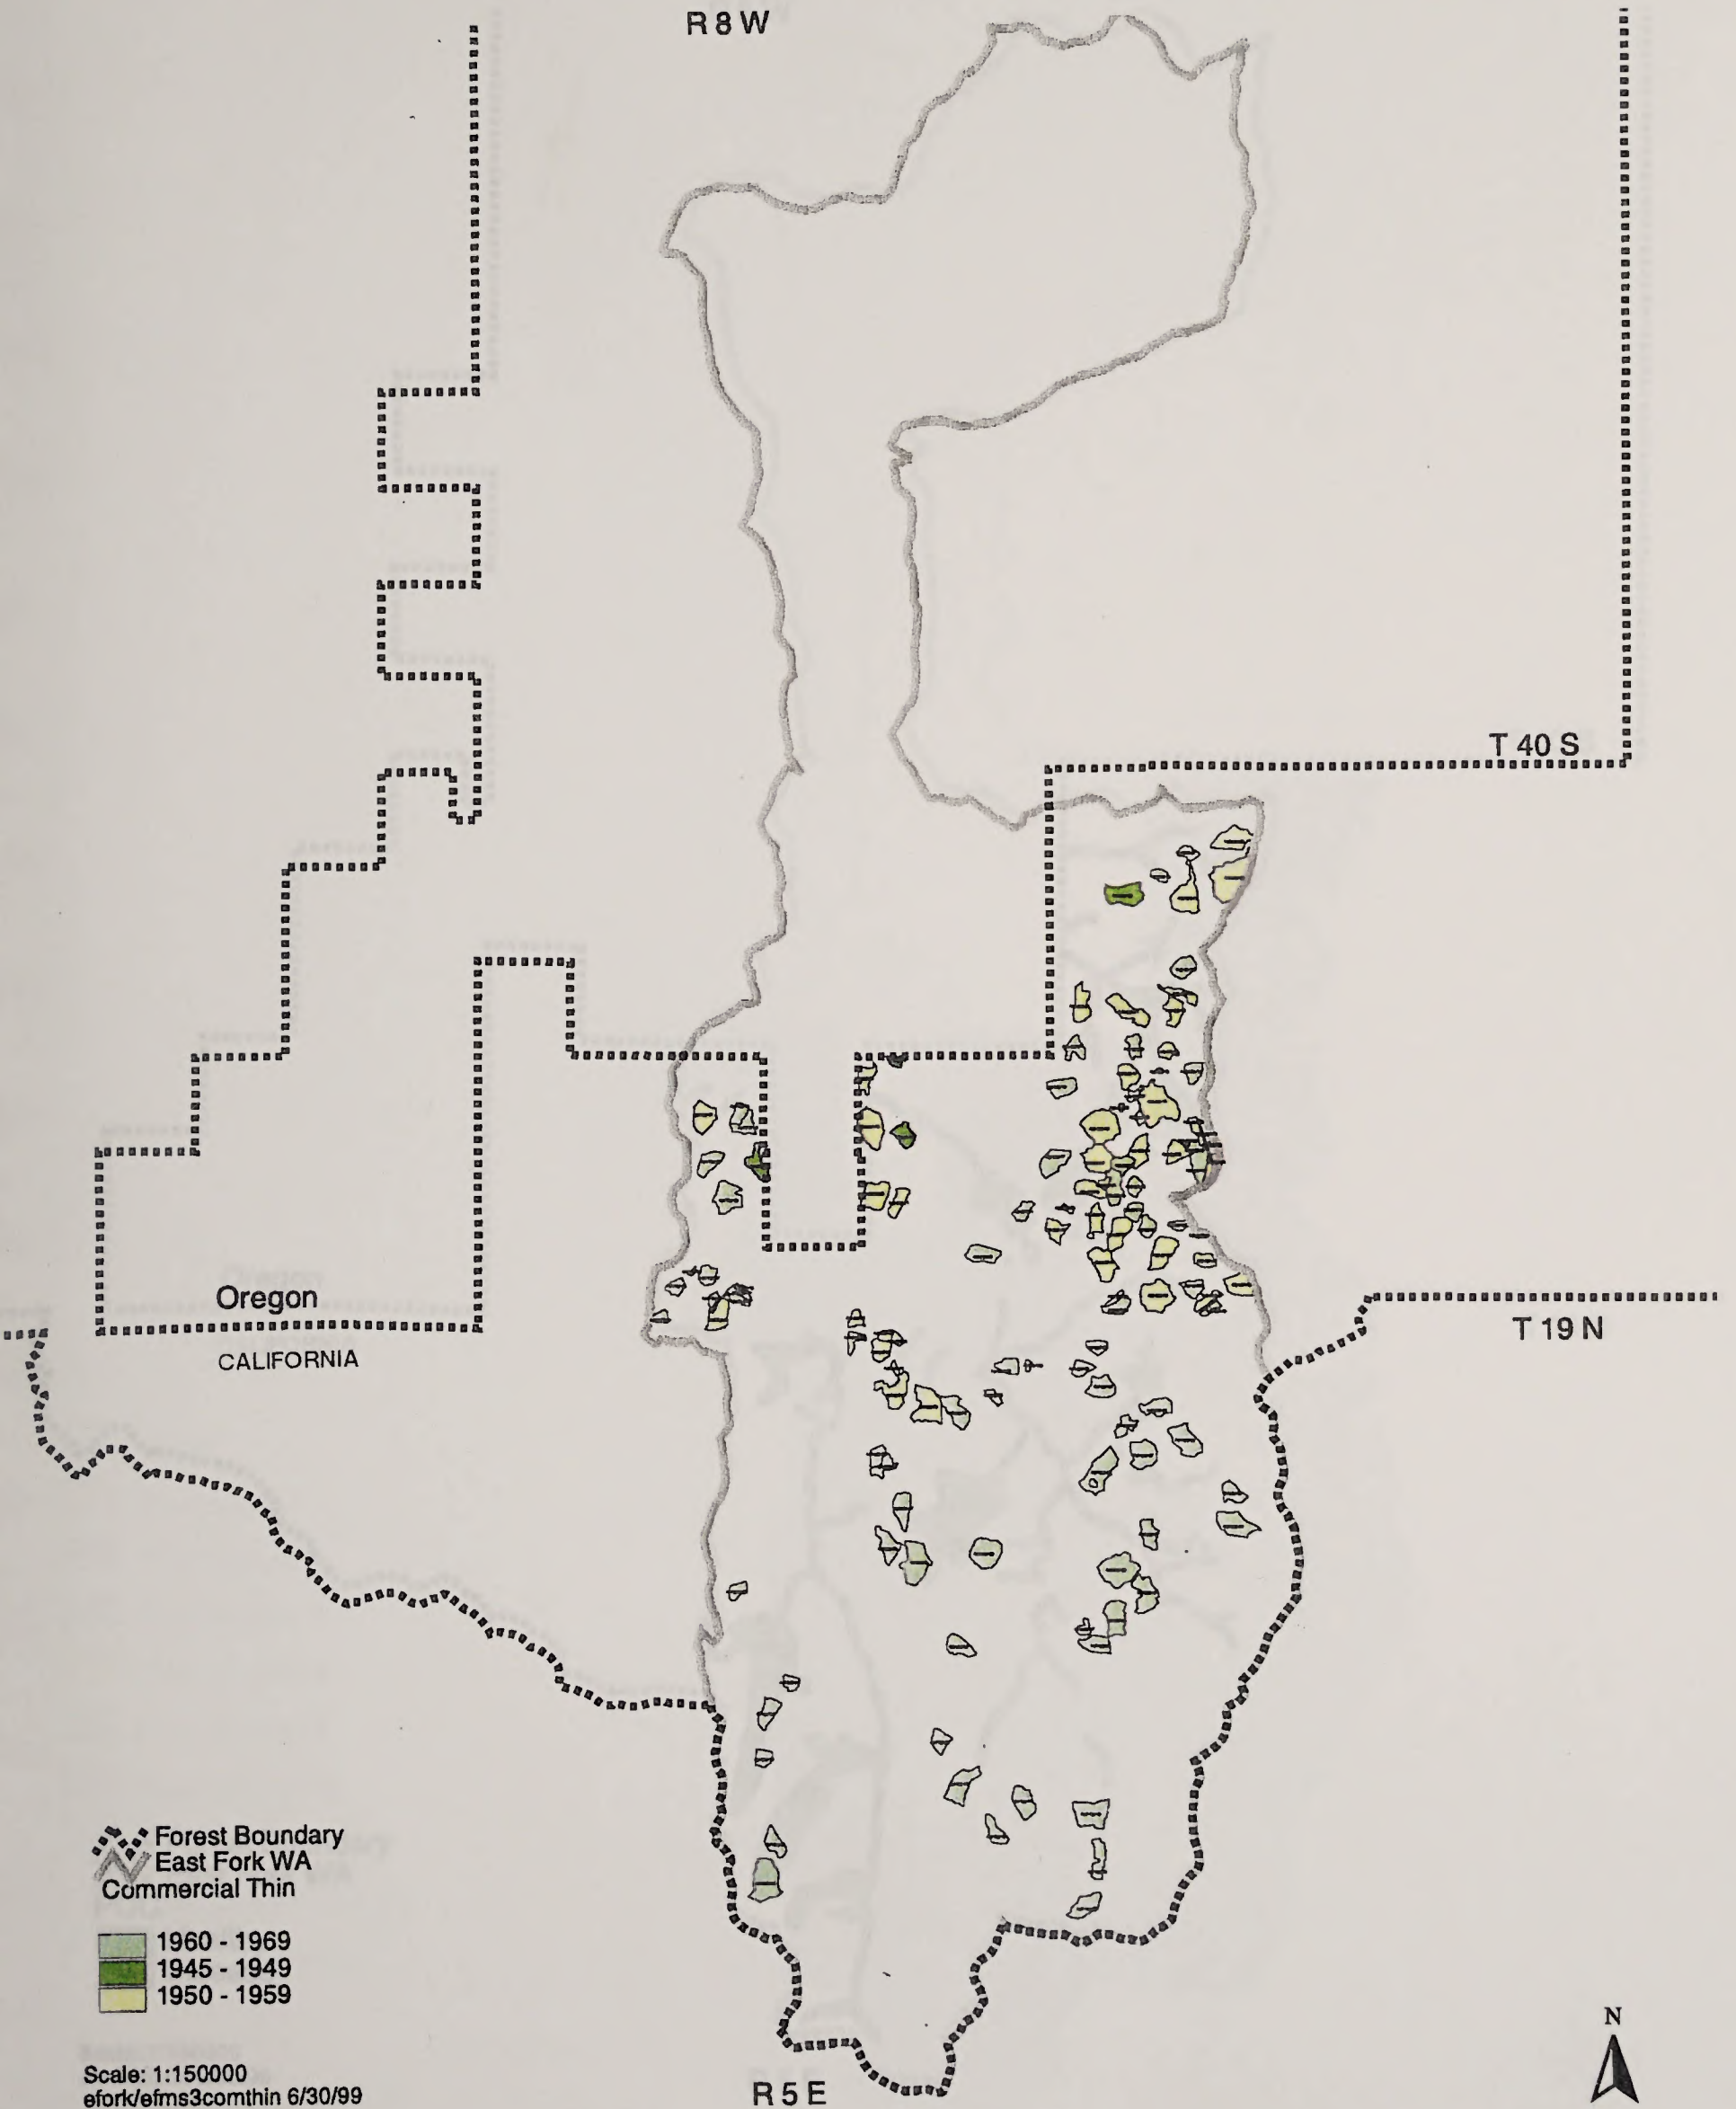 R 8 W
T 40 S
Oregon
CALIFORNIA
T 19 N
Forest Boundary
East Fork WA
Commercial Thin
1960 - 1969
1945 - 1949
1950 - 1959
Scale: 1:150000
efork/efms3comthin 6/30/99
R 5 E
N